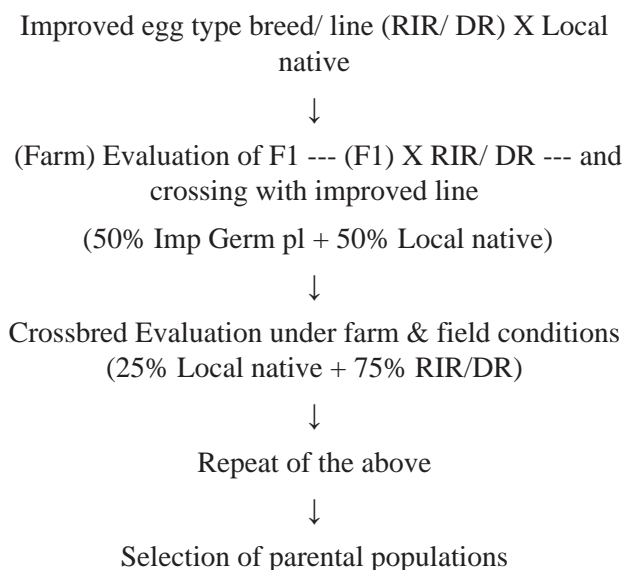 Improved egg type breed/ line (RIR/ DR) X Local
native
↓
(Farm) Evaluation of F1 --- (F1) X RIR/ DR --- and
crossing with improved line
(50% Imp Germ pl + 50% Local native)
↓
Crossbred Evaluation under farm & field conditions
(25% Local native + 75% RIR/DR)
↓
Repeat of the above
↓
Selection of parental populations